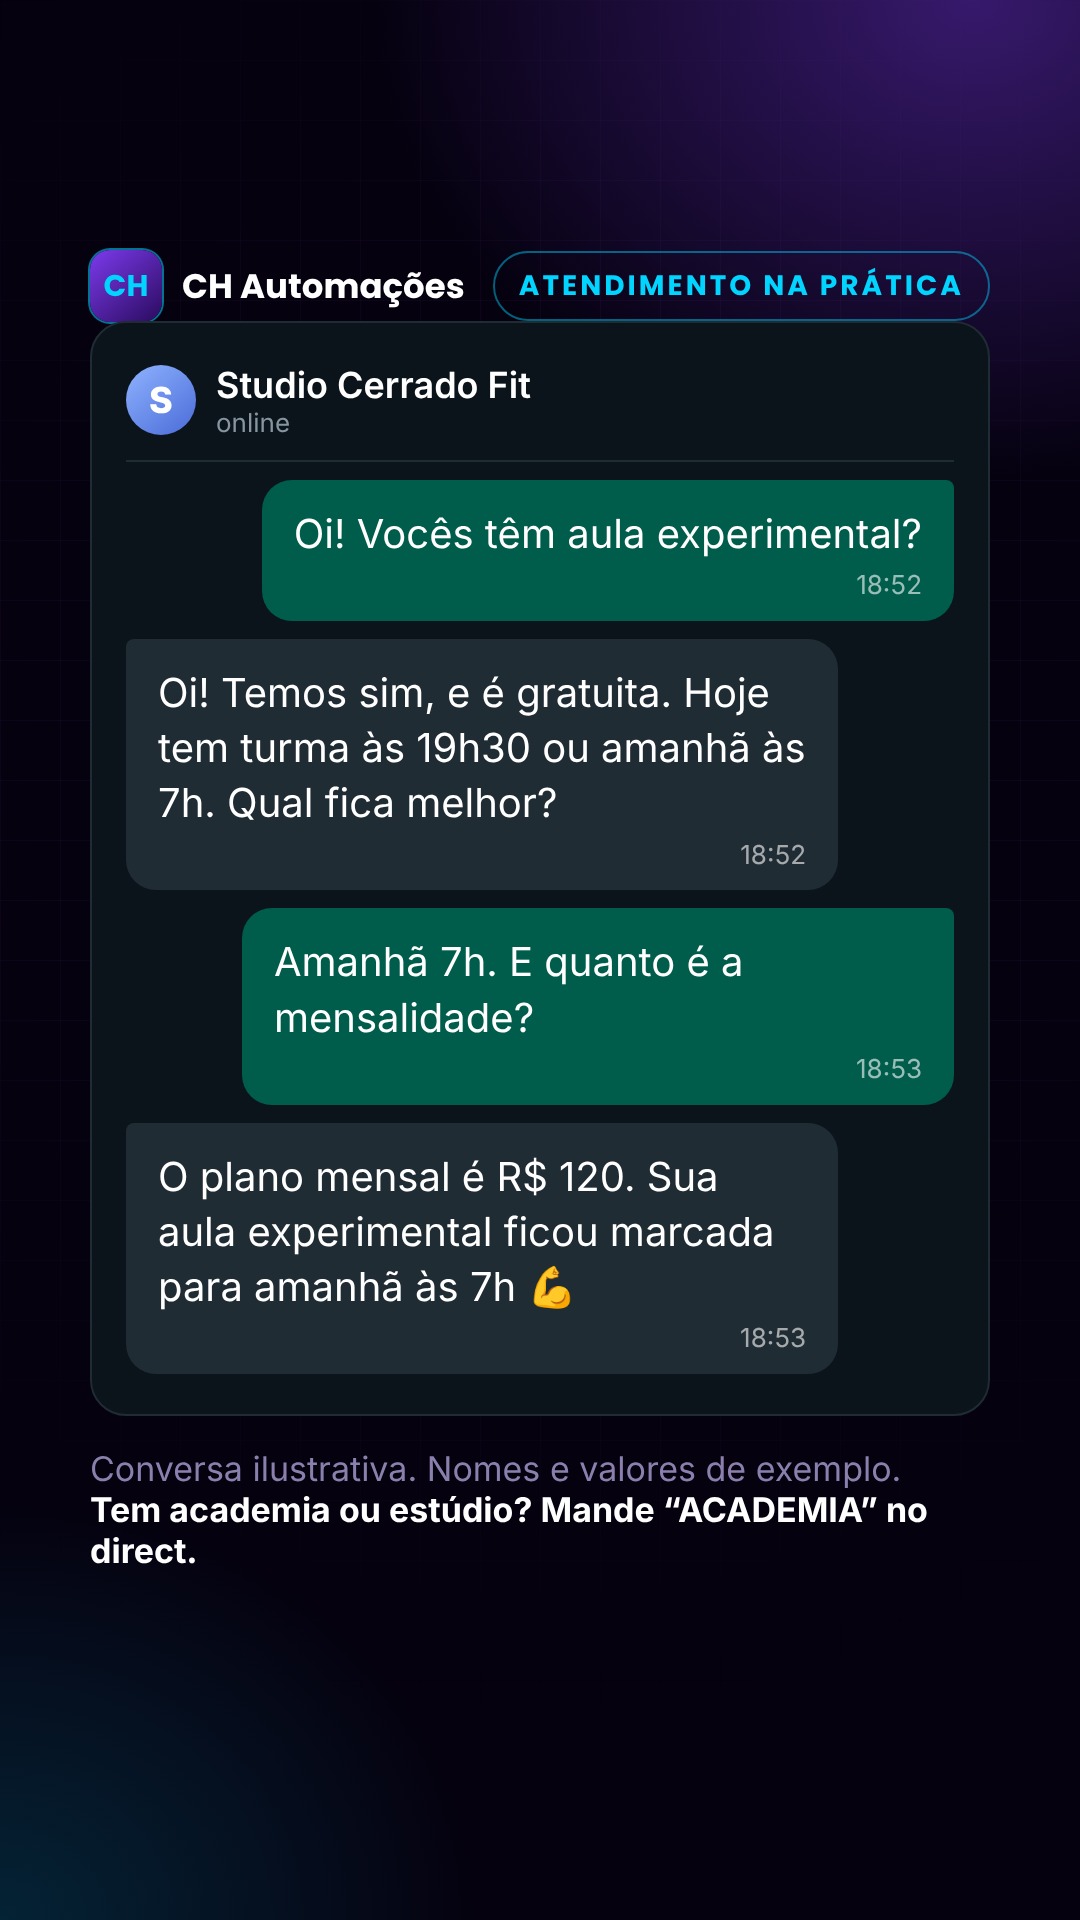 CH
CH Automações
ATENDIMENTO NA PRÁTICA
S
Studio Cerrado Fit
online
Oi! Vocês têm aula experimental?
18:52
Oi! Temos sim, e é gratuita. Hoje
tem turma às 19h30 ou amanhã às
7h. Qual fica melhor?
18:52
Amanhã 7h. E quanto é a
mensalidade?
18:53
O plano mensal é R$ 120. Sua
aula experimental ficou marcada
para amanhã às 7h 💪
18:53
Conversa ilustrativa. Nomes e valores de exemplo.
Tem academia ou estúdio? Mande “ACADEMIA” no
direct.